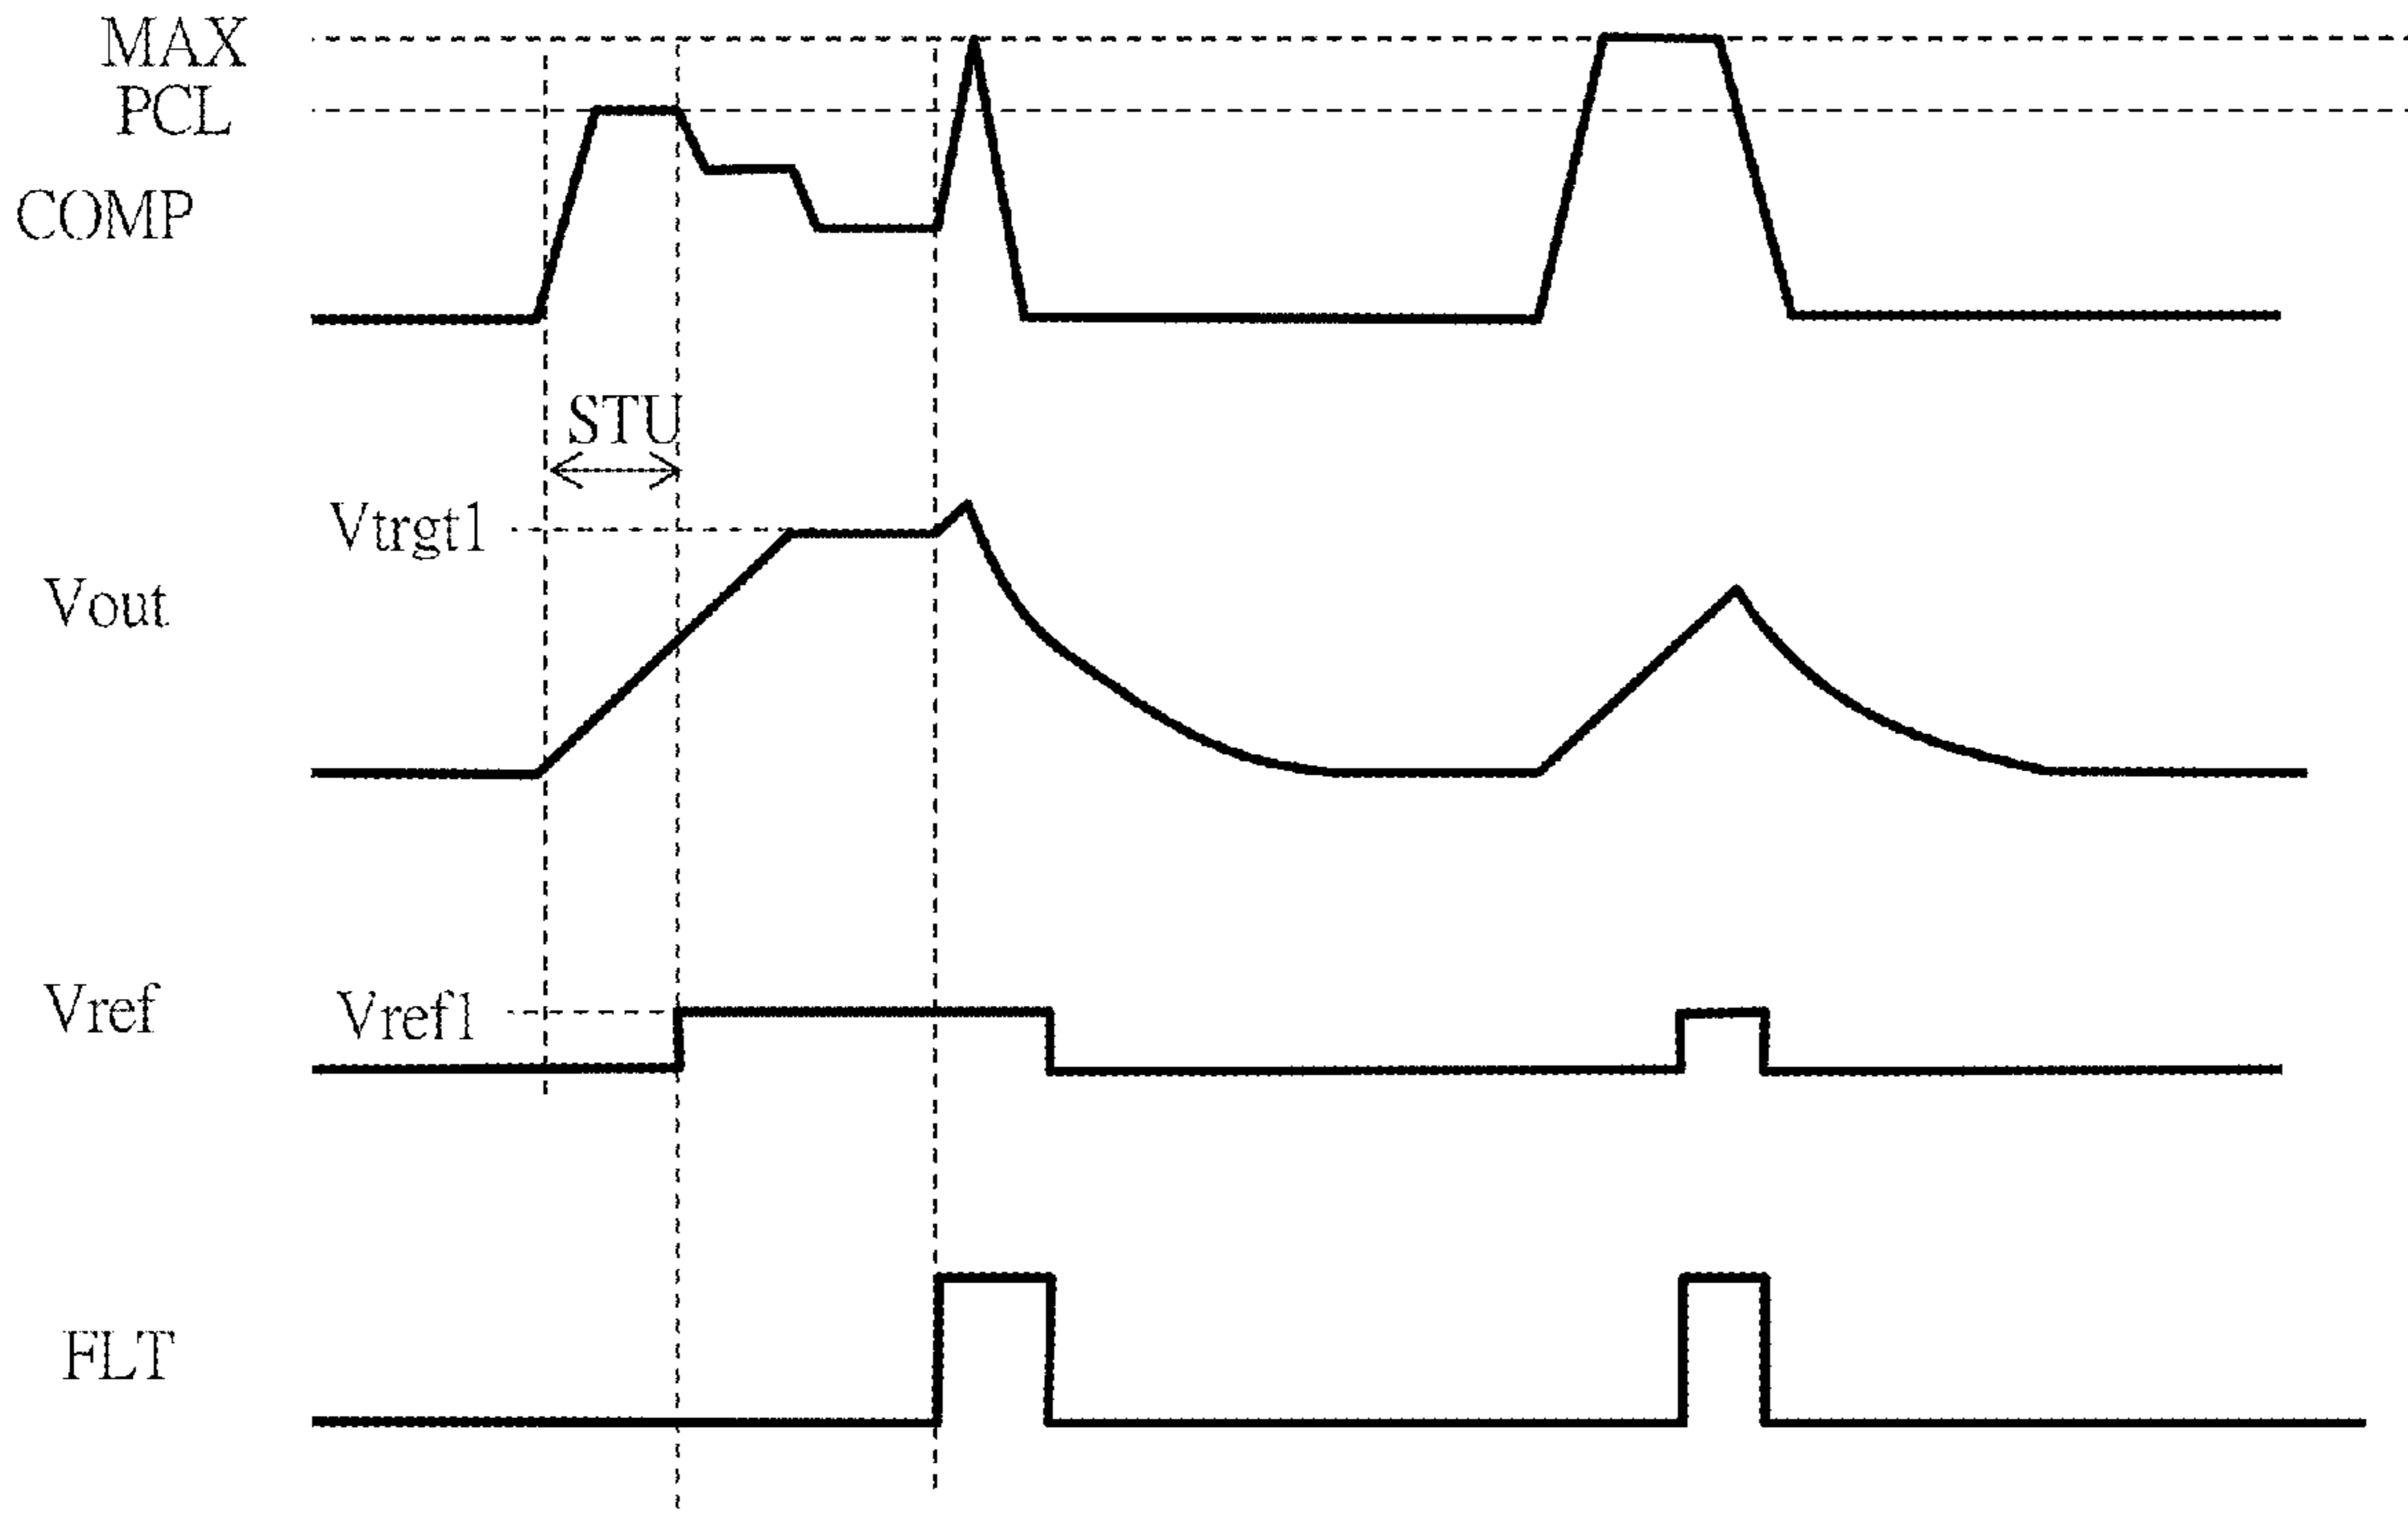 MAX
PCL
COMP
STU
Vtrgt1
Vout
Vref
Vref1
FLT